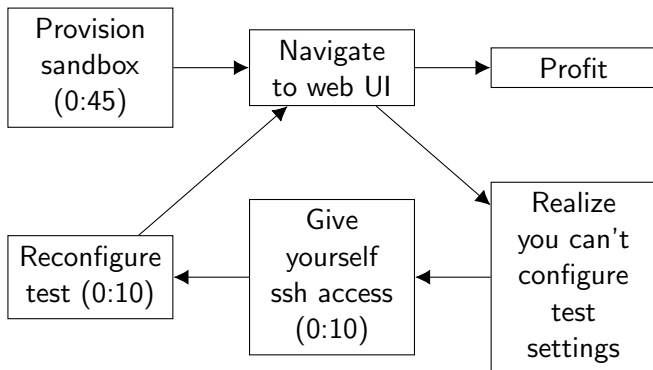 Provision
sandbox
(0:45)
Navigate
to web UI
Profit
Reconfigure
test (0:10)
Give
yourself
ssh access
(0:10)
Realize
you can't
configure
test
settings